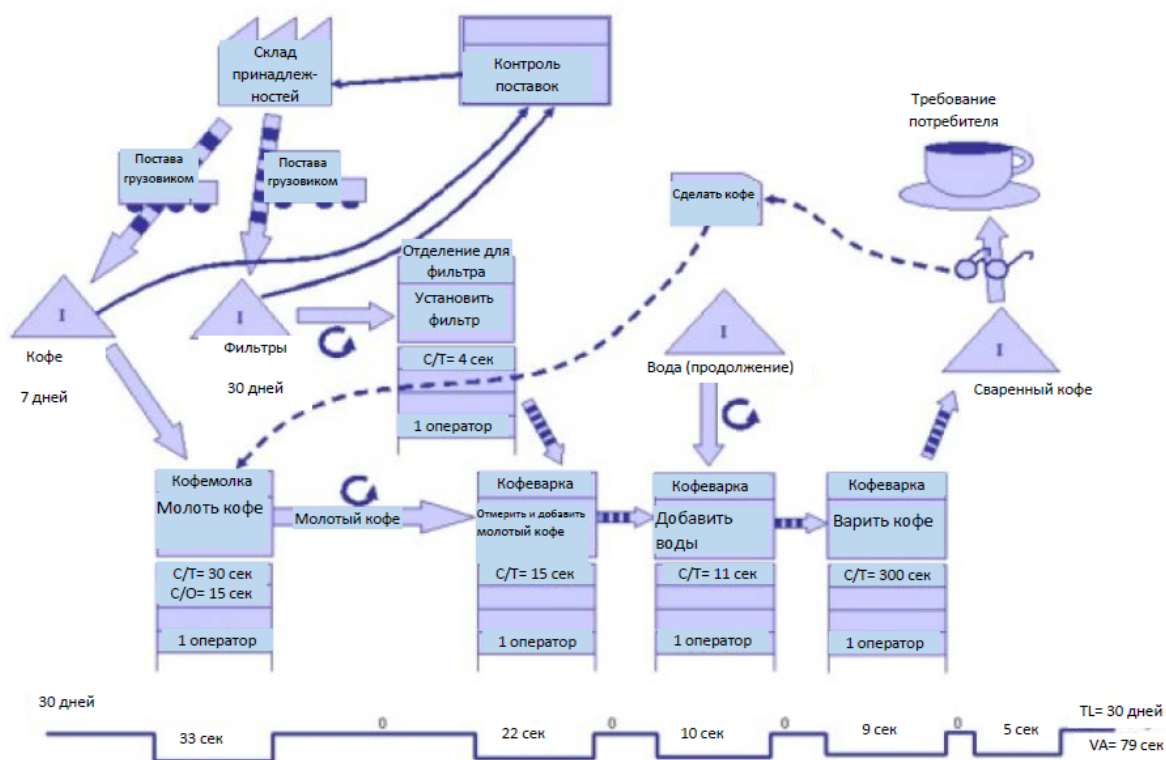 Склад
принадлеж-
ностей
Контроль
поставок
Требование
потребителя
Постава
грузовиком
Постава
грузовиком
Сделать кофе
Отделение для
фильтра
Установить
фильтр
C/T= 4 сек
1 оператор
I
Кофе
7 дней
I
Фильтры
30 дней
I
Вода (продолжение)
I
Сваренный кофе
Кофемолка
Молоть кофе
C/T= 30 сек
C/O= 15 сек
1 оператор
Молотый кофе
Кофеварка
Отмерить и добавить
молотый кофе
C/T= 15 сек
1 оператор
Кофеварка
Добавить
воды
C/T= 11 сек
1 оператор
Кофеварка
Варить кофе
C/T= 300 сек
1 оператор
30 дней
33 сек
0
22 сек
0
10 сек
0
9 сек
0
5 сек
TL= 30 дней
VA= 79 сек